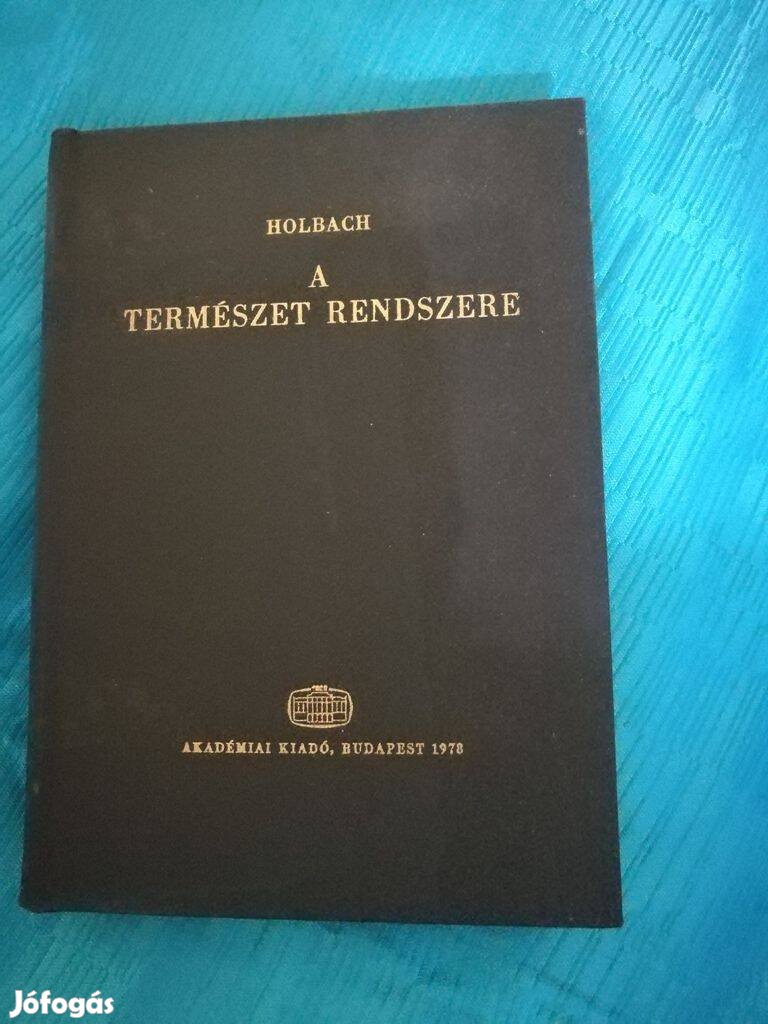 HOLBACH
A
TERMÉSZET RENDSZERE
AKADÉMIAI KIADÓ, BUDAPEST 1978
Jófogás